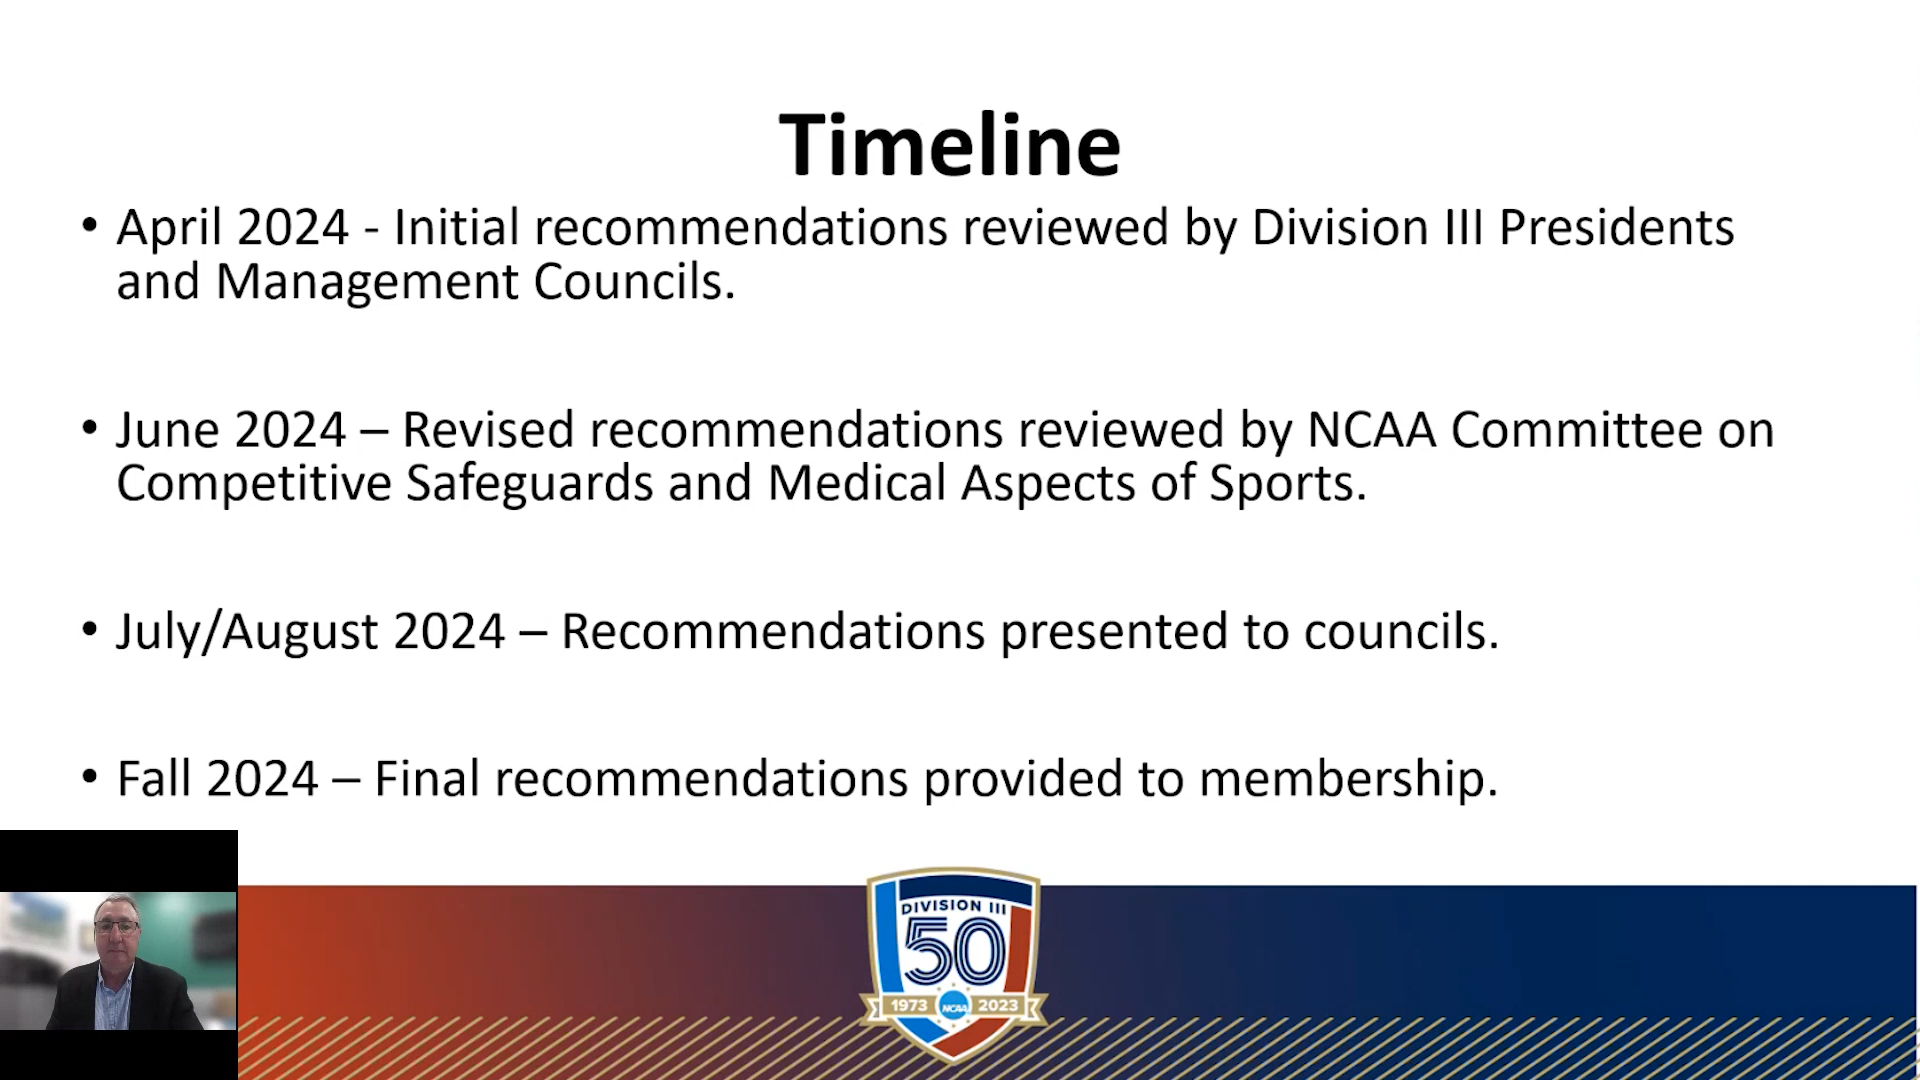 Timeline
• April 2024 - Initial recommendations reviewed by Division III Presidents
and Management Councils.
• June 2024 – Revised recommendations reviewed by NCAA Committee on
Competitive Safeguards and Medical Aspects of Sports.
• July/August 2024 – Recommendations presented to councils.
• Fall 2024 – Final recommendations provided to membership.
DIVISION III
50
1973 NCAA 2023